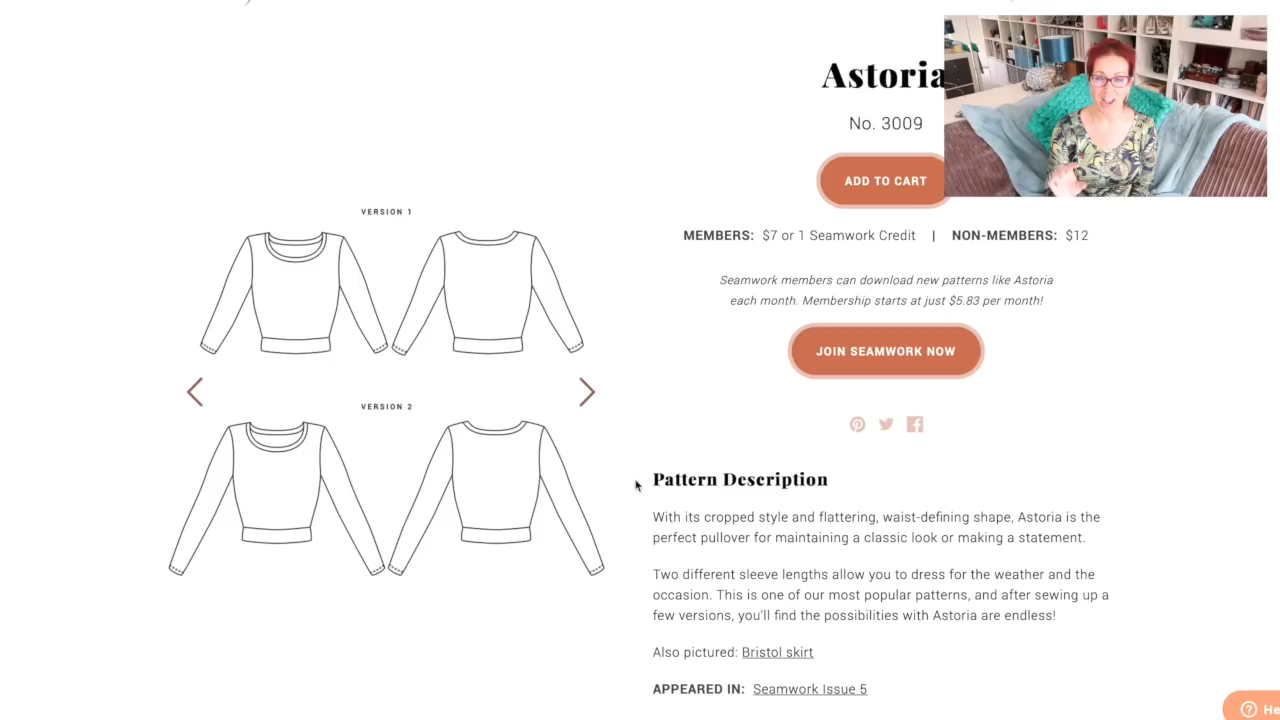 Astoria
No. 3009
ADD TO CART
MEMBERS: $7 or 1 Seamwork Credit | NON-MEMBERS: $12
Seamwork members can download new patterns like Astoria
each month. Membership starts at just $5.83 per month!
JOIN SEAMWORK NOW
VERSION 1
VERSION 2
Pattern Description
With its cropped style and flattering, waist-defining shape, Astoria is the
perfect pullover for maintaining a classic look or making a statement.
Two different sleeve lengths allow you to dress for the weather and the
occasion. This is one of our most popular patterns, and after sewing up a
few versions, you'll find the possibilities with Astoria are endless!
Also pictured: Bristol skirt
APPEARED IN: Seamwork Issue 5
? He